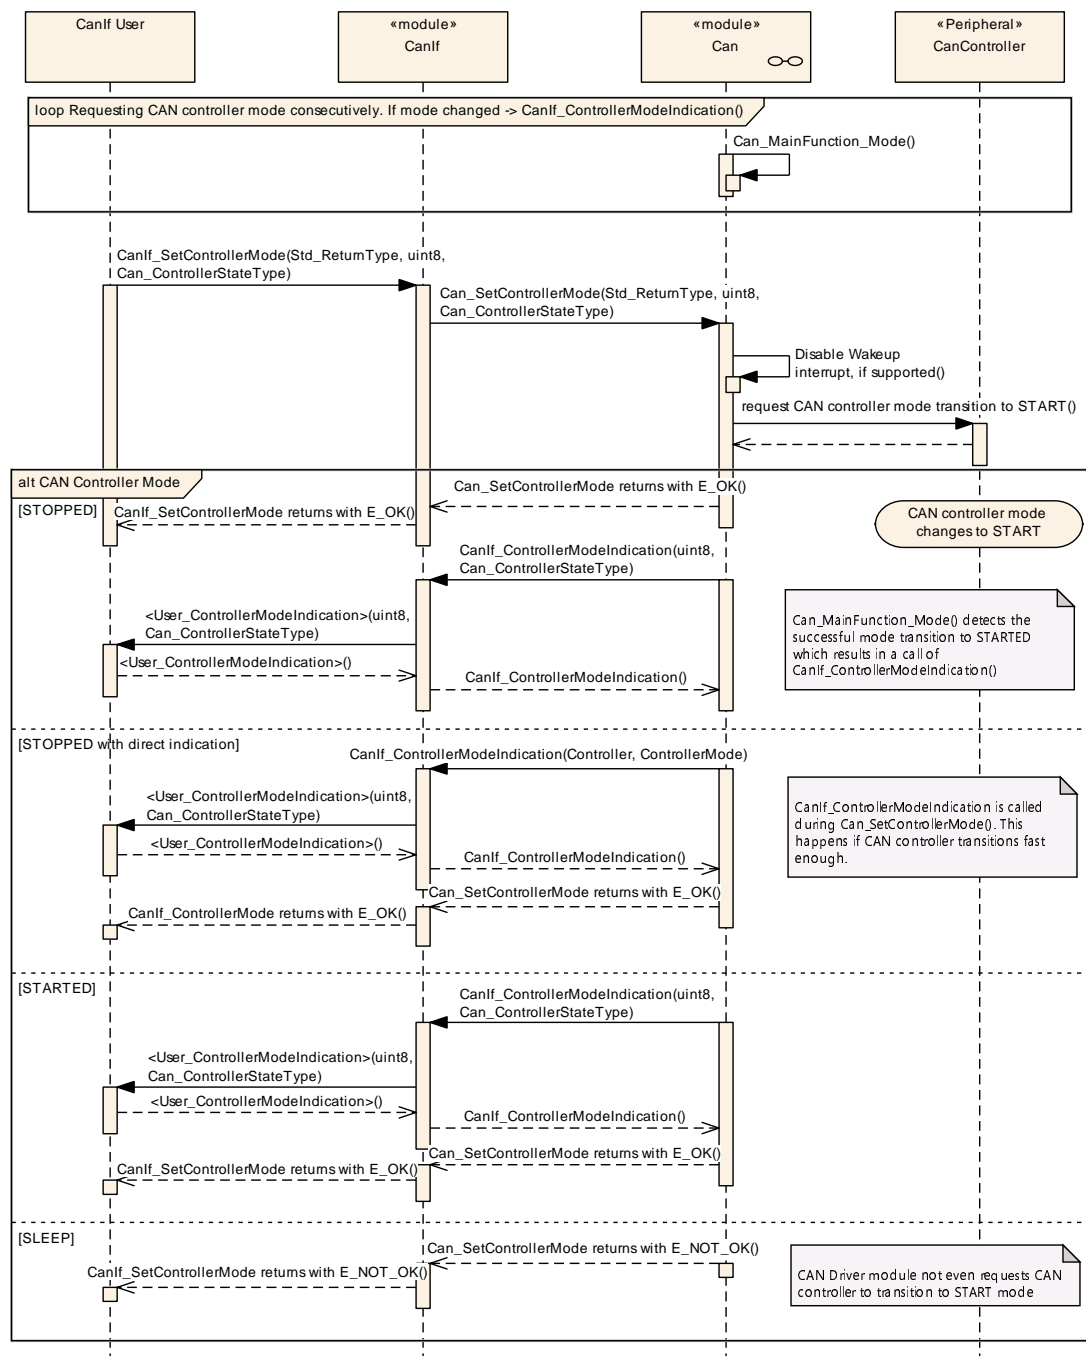 CanIf User
«module»
CanIf
«module»
Can
«Peripheral»
CanController
loop Requesting CAN controller mode consecutively. If mode changed -> CanIf_ControllerModeIndication()
Can_MainFunction_Mode()
CanIf_SetControllerMode(Std_ReturnType, uint8,
Can_ControllerStateType)
Can_SetControllerMode(Std_ReturnType, uint8,
Can_ControllerStateType)
Disable Wakeup
interrupt, if supported()
request CAN controller mode transition to START()
alt CAN Controller Mode
[STOPPED]
Can_SetControllerMode returns with E_OK()
CanIf_SetControllerMode returns with E_OK()
CAN controller mode
changes to START
CanIf_ControllerModeIndication(uint8,
Can_ControllerStateType)
<User_ControllerModeIndication>(uint8,
Can_ControllerStateType)
<User_ControllerModeIndication>()
CanIf_ControllerModeIndication()
Can_MainFunction_Mode() detects the
successful mode transition to STARTED
which results in a call of
CanIf_ControllerModeIndication()
[STOPPED with direct indication]
CanIf_ControllerModeIndication(Controller, ControllerMode)
<User_ControllerModeIndication>(uint8,
Can_ControllerStateType)
<User_ControllerModeIndication>()
CanIf_ControllerModeIndication()
CanIf_ControllerModeIndication is called
during Can_SetControllerMode(). This
happens if CAN controller transitions fast
enough.
Can_SetControllerMode returns with E_OK()
CanIf_ControllerMode returns with E_OK()
[STARTED]
CanIf_ControllerModeIndication(uint8,
Can_ControllerStateType)
<User_ControllerModeIndication>(uint8,
Can_ControllerStateType)
<User_ControllerModeIndication>()
CanIf_ControllerModeIndication()
Can_SetControllerMode returns with E_OK()
CanIf_SetControllerMode returns with E_OK()
[SLEEP]
Can_SetControllerMode returns with E_NOT_OK()
CanIf_SetControllerMode returns with E_NOT_OK()
CAN Driver module not even requests CAN
controller to transition to START mode